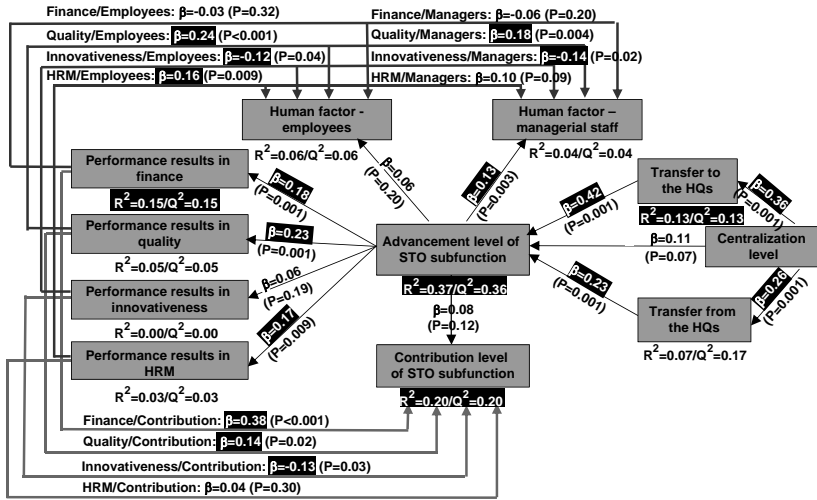 Finance/Employees: β=-0.03 (P=0.32)
Finance/Managers: β=-0.06 (P=0.20)
Quality/Employees: β=0.24 (P<0.001)
Quality/Managers: β=0.18 (P=0.004)
Innovativeness/Employees: β=-0.12 (P=0.04)
Innovativeness/Managers: β=-0.14 (P=0.02)
HRM/Employees: β=0.16 (P=0.009)
HRM/Managers: β=0.10 (P=0.09)
Human factor -
employees
R²=0.06/Q²=0.06
Human factor –
managerial staff
R²=0.04/Q²=0.04
Performance results in
finance
R²=0.15/Q²=0.15
Performance results in
quality
R²=0.05/Q²=0.05
Performance results in
innovativeness
R²=0.00/Q²=0.00
Performance results in
HRM
R²=0.03/Q²=0.03
β=0.06
(P=0.20)
β=0.13
(P=0.003)
β=0.18
(P=0.001)
β=0.23
(P=0.001)
β=0.06
(P=0.19)
β=0.17
(P=0.009)
Advancement level of
STO subfunction
R²=0.37/Q²=0.36
β=0.08
(P=0.12)
Contribution level
of STO subfunction
R²=0.20/Q²=0.20
β=0.42
(P=0.001)
β=0.11
(P=0.07)
β=0.23
(P=0.001)
Transfer to
the HQs
R²=0.13/Q²=0.13
β=0.36
(P=0.001)
Centralization
level
β=0.26
(P=0.001)
Transfer from
the HQs
R²=0.07/Q²=0.17
Finance/Contribution: β=0.38 (P<0.001)
Quality/Contribution: β=0.14 (P=0.02)
Innovativeness/Contribution: β=-0.13 (P=0.03)
HRM/Contribution: β=0.04 (P=0.30)